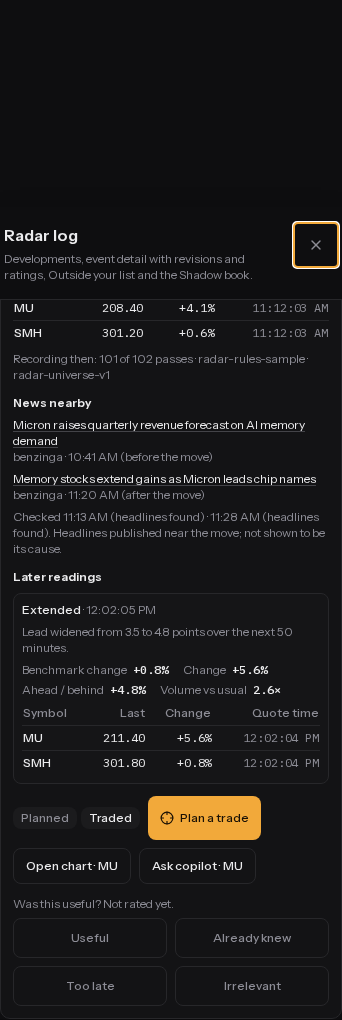 Radar log
Developments, event detail with revisions and
ratings, Outside your list and the Shadow book.
MU 208.40 +4.1% 11:12:03 AM
SMH 301.20 +0.6% 11:12:03 AM
Recording then: 101 of 102 passes · radar-rules-sample ·
radar-universe-v1
News nearby
Micron raises quarterly revenue forecast on AI memory
demand
benzinga · 10:41 AM (before the move)
Memory stocks extend gains as Micron leads chip names
benzinga · 11:20 AM (after the move)
Checked 11:13 AM (headlines found) · 11:28 AM (headlines
found). Headlines published near the move; not shown to be
its cause.
Later readings
Extended · 12:02:05 PM
Lead widened from 3.5 to 4.8 points over the next 50
minutes.
Benchmark change +0.8% Change +5.6%
Ahead / behind +4.8% Volume vs usual 2.6×
Symbol Last Change Quote time
MU 211.40 +5.6% 12:02:04 PM
SMH 301.80 +0.8% 12:02:04 PM
Planned Traded Plan a trade
Open chart · MU Ask copilot · MU
Was this useful? Not rated yet.
Useful Already knew
Too late Irrelevant